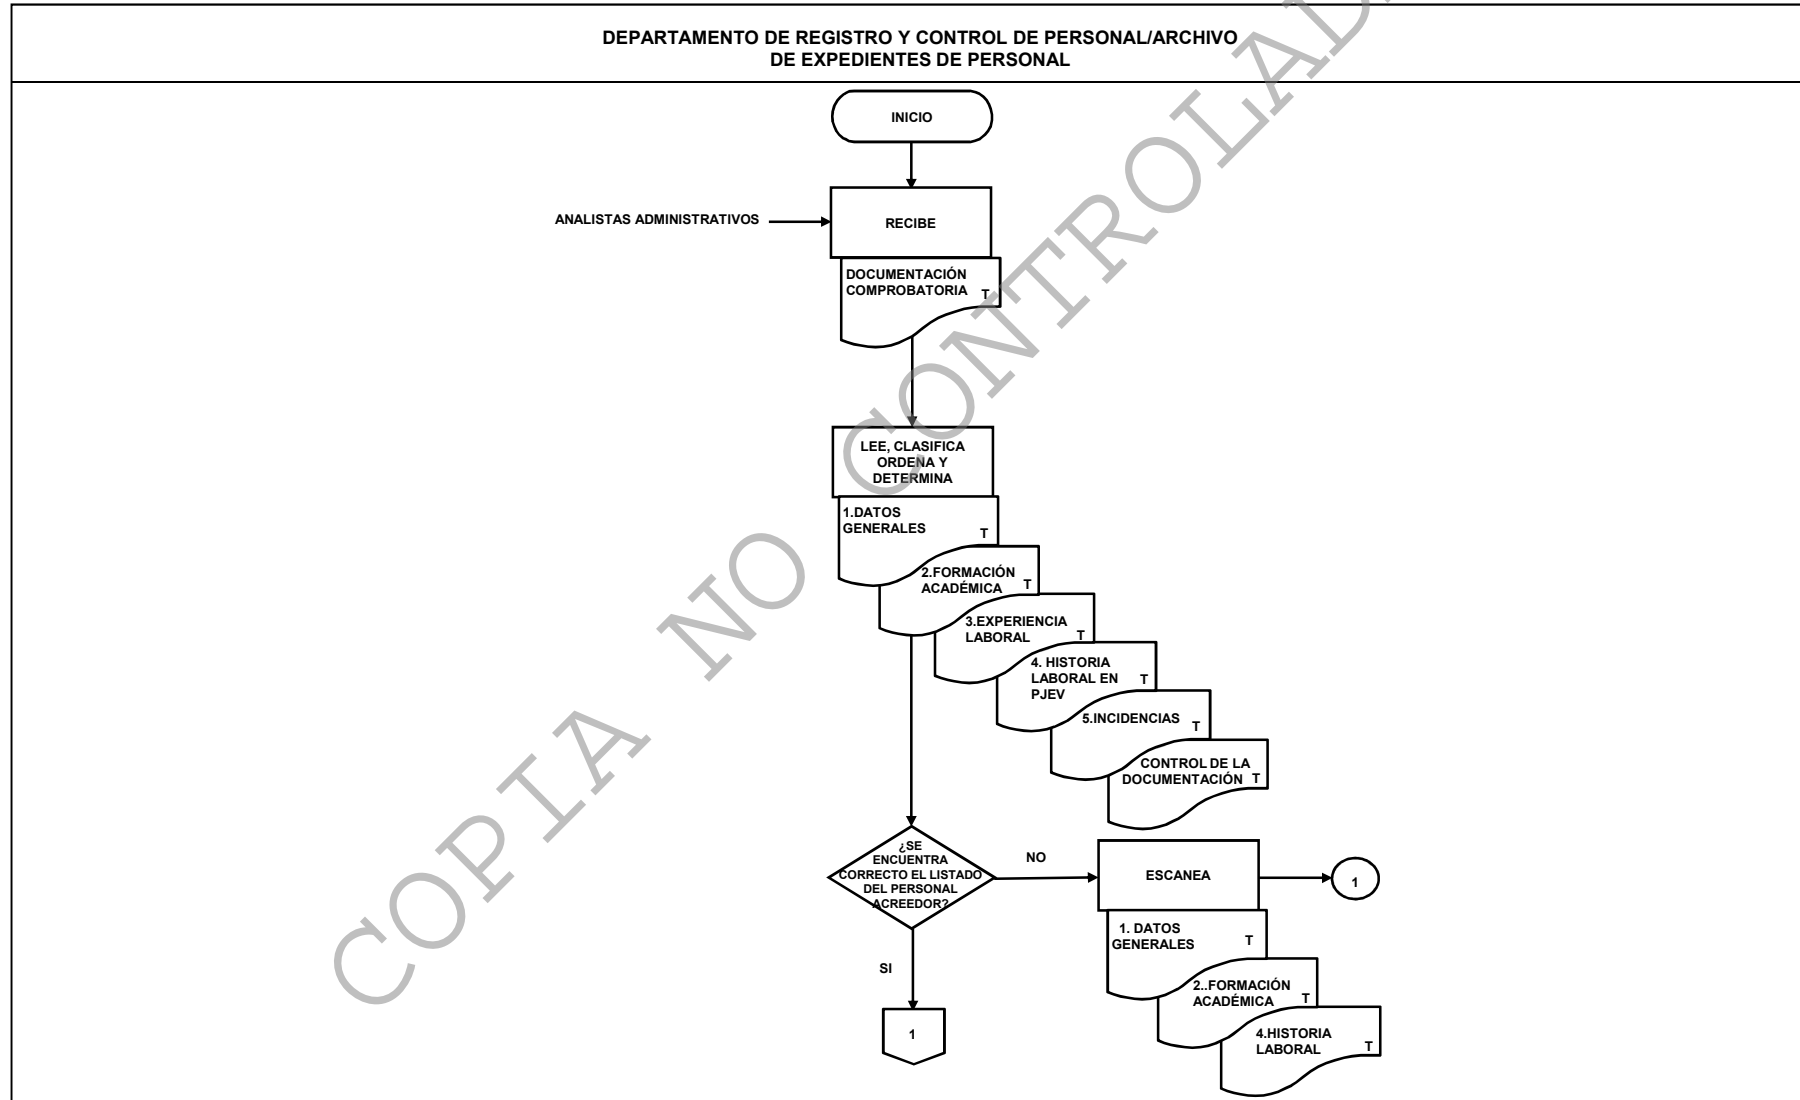 DEPARTAMENTO DE REGISTRO Y CONTROL DE PERSONAL/ARCHIVO
DE EXPEDIENTES DE PERSONAL
INICIO
ANALISTAS ADMINISTRATIVOS
RECIBE
DOCUMENTACIÓN
COMPROBATORIA T
LEE, CLASIFICA
ORDENA Y
DETERMINA
1.DATOS
GENERALES T
2.FORMACIÓN
ACADÉMICA T
3.EXPERIENCIA
LABORAL T
4. HISTORIA
LABORAL EN T
PJEV
5.INCIDENCIAS T
CONTROL DE LA
DOCUMENTACIÓN T
¿SE
ENCUENTRA
CORRECTO EL LISTADO
DEL PERSONAL
ACREEDOR?
NO
ESCANEA
1
1. DATOS
GENERALES T
2..FORMACIÓN
ACADÉMICA T
4.HISTORIA
LABORAL T
SI
1
COPIA NO CONTROLAD